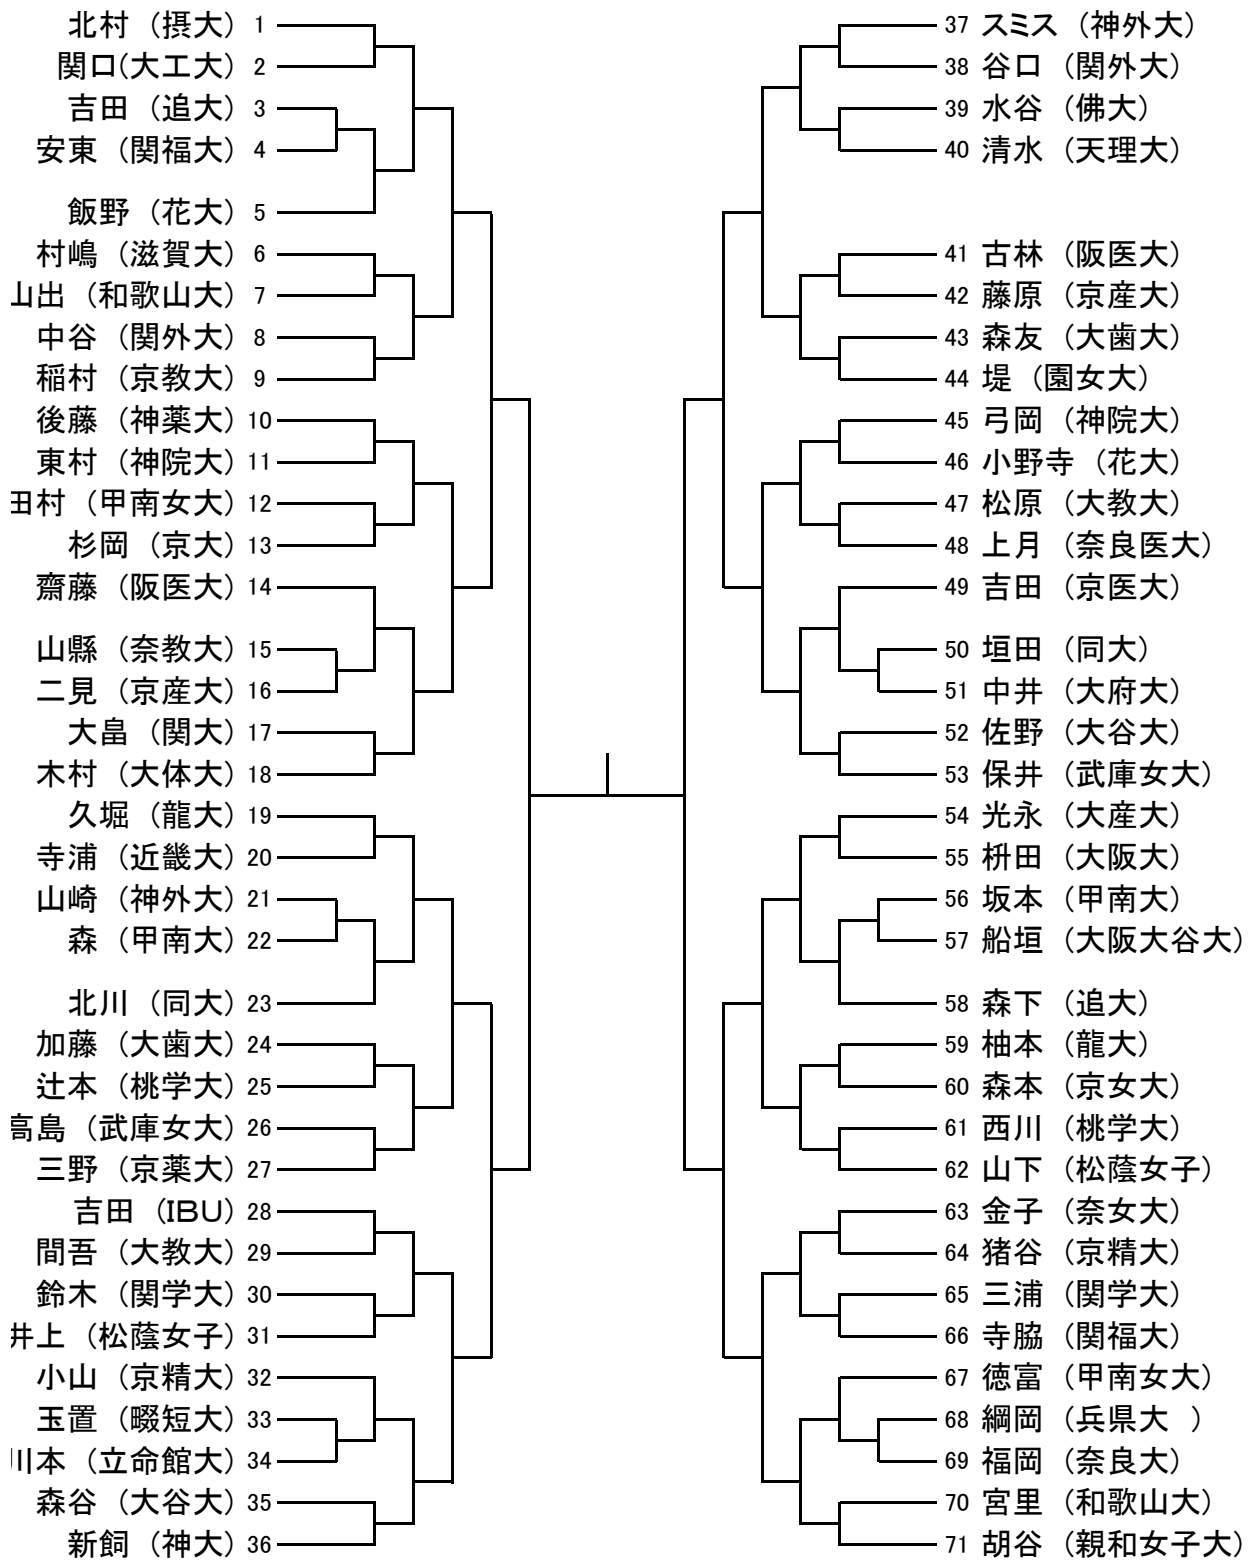 北村（摂大） 1
関口(大工大） 2
吉田（追大） 3
安東（関福大） 4
飯野（花大） 5
村嶋（滋賀大） 6
山出（和歌山大） 7
中谷（関外大） 8
稲村（京教大） 9
後藤（神薬大） 10
東村（神院大） 11
田村（甲南女大） 12
杉岡（京大） 13
齋藤（阪医大） 14
山縣（奈教大） 15
二見（京産大） 16
大畠（関大） 17
木村（大体大） 18
久堀（龍大） 19
寺浦（近畿大） 20
山崎（神外大） 21
森（甲南大） 22
北川（同大） 23
加藤（大歯大） 24
辻本（桃学大） 25
高島（武庫女大） 26
三野（京薬大） 27
吉田（IBU） 28
間吾（大教大） 29
鈴木（関学大） 30
井上（松蔭女子） 31
小山（京精大） 32
玉置（畷短大） 33
川本（立命館大） 34
森谷（大谷大） 35
新飼（神大） 36
37 スミス（神外大）
38 谷口（関外大）
39 水谷（佛大）
40 清水（天理大）
41 古林（阪医大）
42 藤原（京産大）
43 森友（大歯大）
44 堤（園女大）
45 弓岡（神院大）
46 小野寺（花大）
47 松原（大教大）
48 上月（奈良医大）
49 吉田（京医大）
50 垣田（同大）
51 中井（大府大）
52 佐野（大谷大）
53 保井（武庫女大）
54 光永（大産大）
55 枡田（大阪大）
56 坂本（甲南大）
57 船垣（大阪大谷大）
58 森下（追大）
59 柚本（龍大）
60 森本（京女大）
61 西川（桃学大）
62 山下（松蔭女子）
63 金子（奈女大）
64 猪谷（京精大）
65 三浦（関学大）
66 寺脇（関福大）
67 徳富（甲南女大）
68 綱岡（兵県大 ）
69 福岡（奈良大）
70 宮里（和歌山大）
71 胡谷（親和女子大）